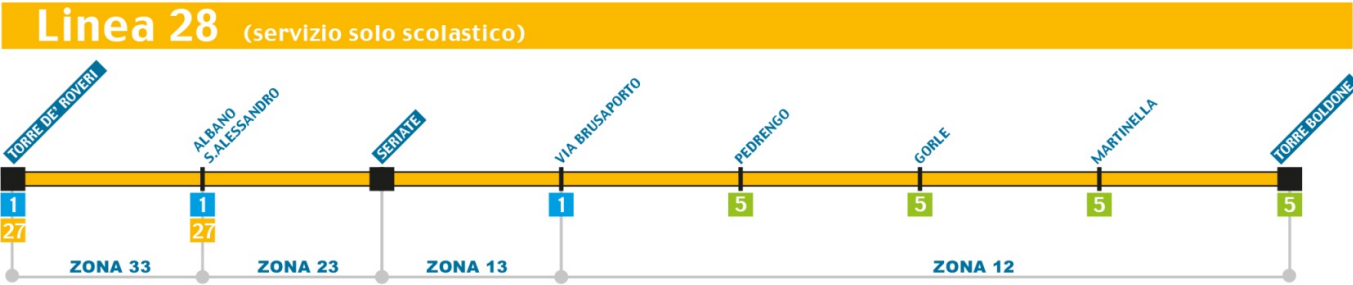 Linea 28 (servizio solo scolastico)
TORRE DE' ROVERI
ALBANO
S.ALESSANDRO
SERIATE
VIA BRUSAPORTO
PEDRENGO
GORLE
MARTINELLA
TORRE BOLDONE
1 1 1 5 5 5 5
27 27
ZONA 33 ZONA 23 ZONA 13 ZONA 12